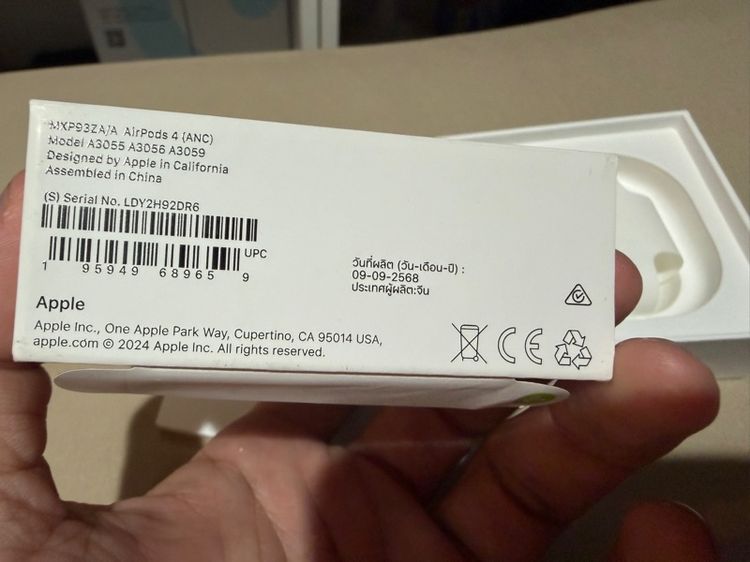 MXP93ZA/A AirPods 4 (ANC)
Model A3055 A3056 A3059
Designed by Apple in California
Assembled in China
(S) Serial No. LDY2H92DR6
UPC
1 95949 68965 9
วันที่ผลิต (วัน-เดือน-ปี) :
09-09-2568
ประเทศผู้ผลิต:จีน
Apple
Apple Inc., One Apple Park Way, Cupertino, CA 95014 USA,
apple.com © 2024 Apple Inc. All rights reserved.
CE